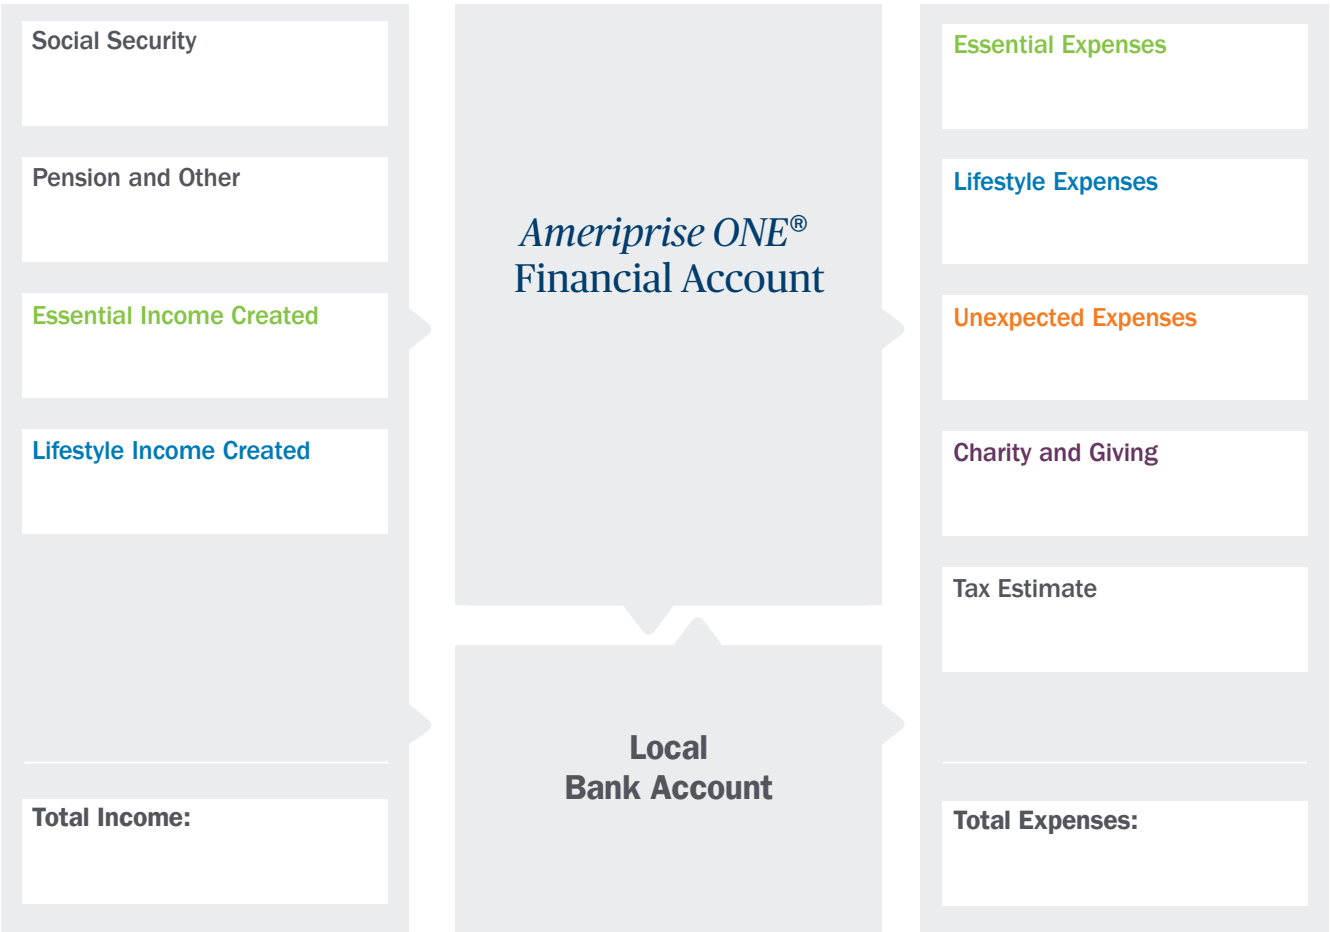 Social Security
Pension and Other
Essential Income Created
Lifestyle Income Created
Total Income:
Ameriprise ONE®
Financial Account
Local
Bank Account
Essential Expenses
Lifestyle Expenses
Unexpected Expenses
Charity and Giving
Tax Estimate
Total Expenses: